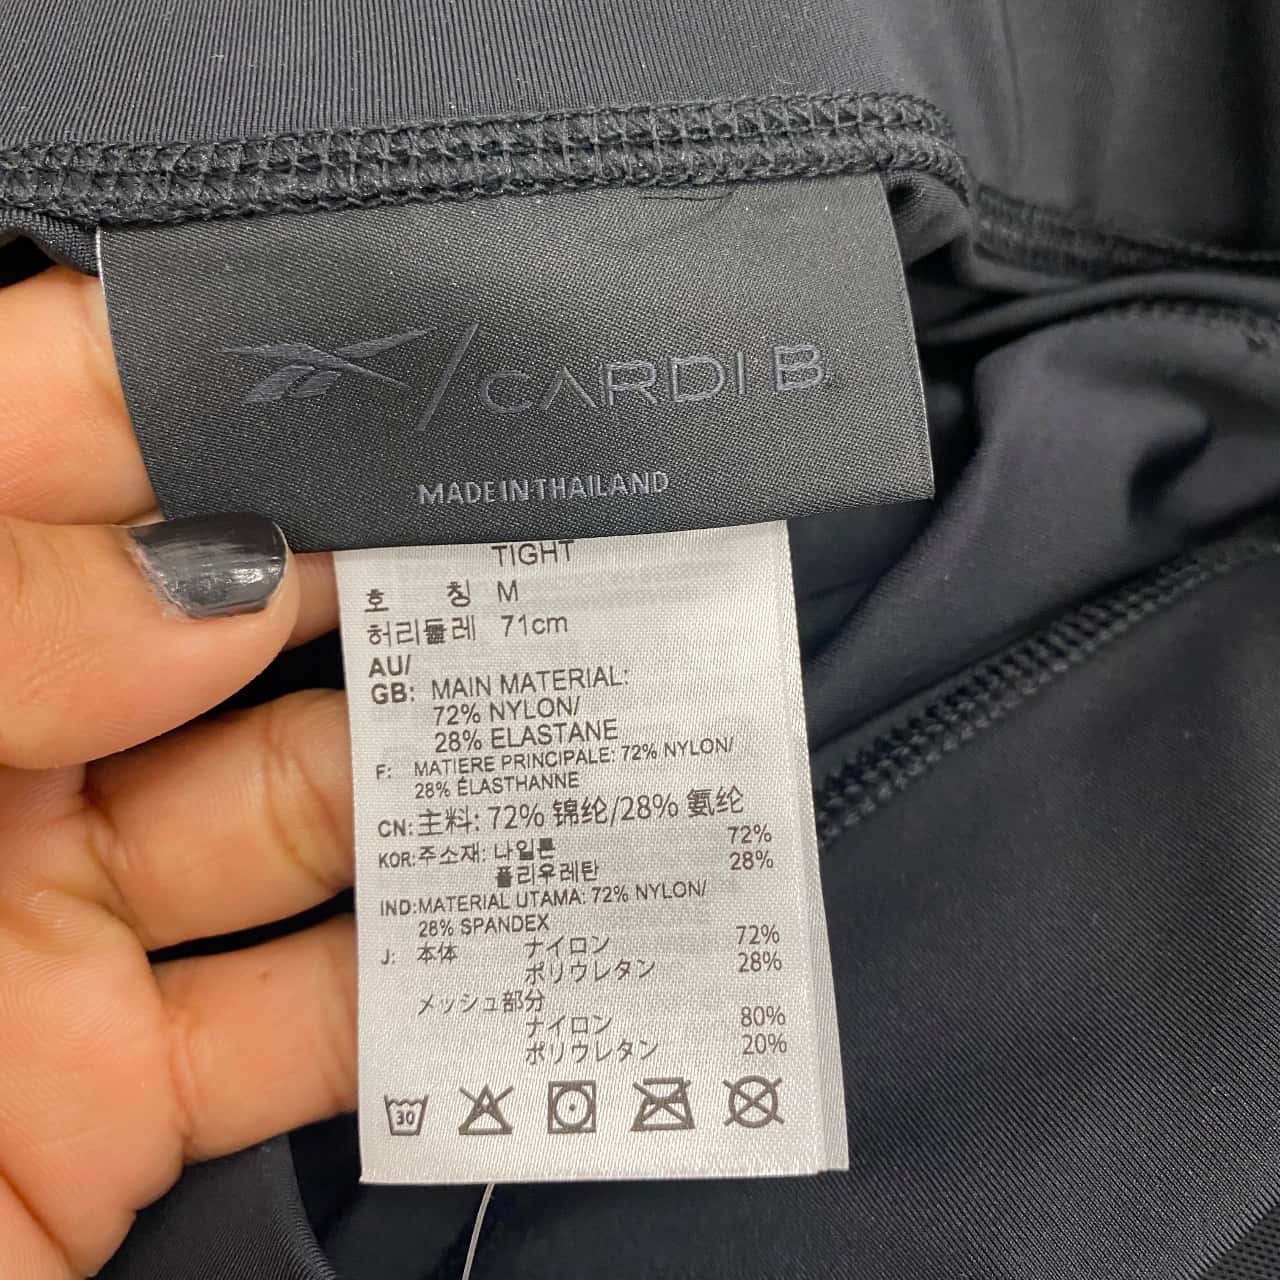 CARDI B
MADE IN THAILAND
TIGHT
호 칭 M
허리둘레 71cm
AU/
GB: MAIN MATERIAL:
72% NYLON/
28% ELASTANE
F: MATIERE PRINCIPALE: 72% NYLON/
28% ÉLASTHANNE
CN: 主料: 72% 锦纶/28% 氨纶
KOR: 주소재: 나일론 72%
폴리우레탄 28%
IND: MATERIAL UTAMA: 72% NYLON/
28% SPANDEX
J: 本体 ナイロン 72%
ポリウレタン 28%
メッシュ部分
ナイロン 80%
ポリウレタン 20%
30